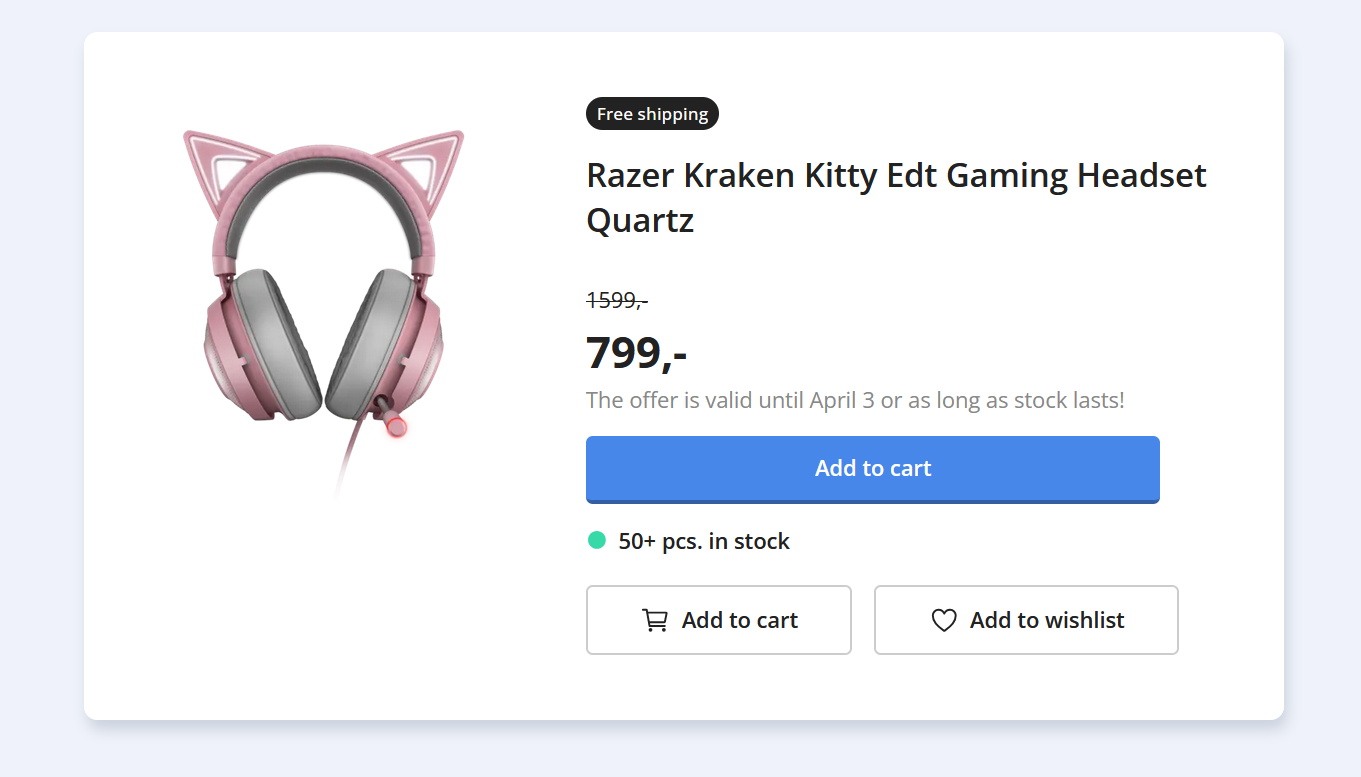 Free shipping
Razer Kraken Kitty Edt Gaming Headset
Quartz
1599,-
799,-
The offer is valid until April 3 or as long as stock lasts!
Add to cart
50+ pcs. in stock
Add to cart
Add to wishlist